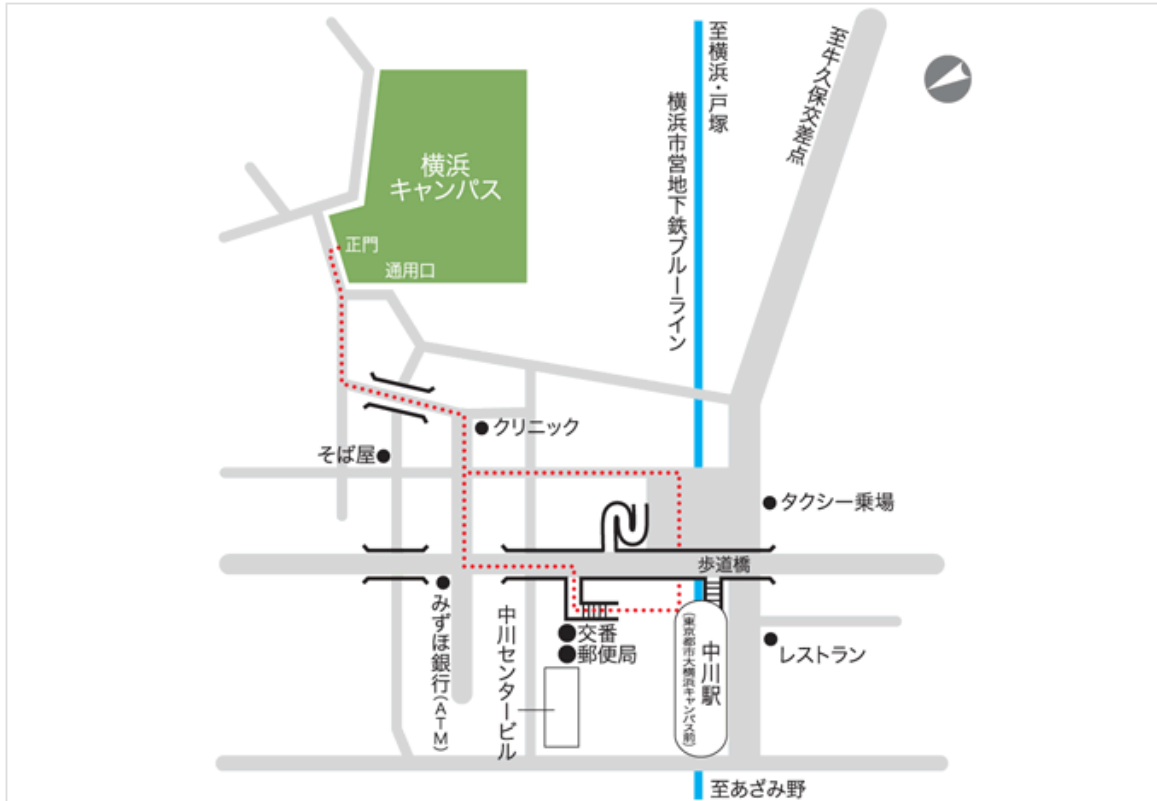 至横浜・戸塚
横浜市営地下鉄ブルーライン
至牛久保交差点
横浜
キャンパス
正門
通用口
クリニック
そば屋
タクシー乗場
歩道橋
みずほ銀行(ATM)
中川センタービル
交番
郵便局
中川駅
(東京都市大横浜キャンパス前)
レストラン
至あざみ野